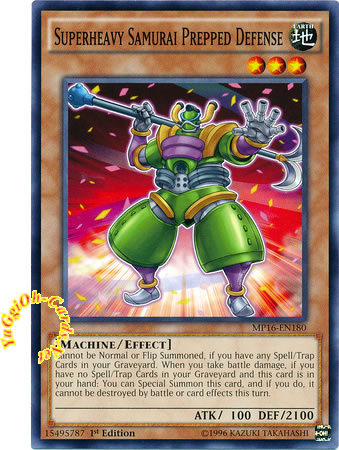 SUPERHEAVY SAMURAI PREPPED DEFENSE
EARTH
地
MP16-EN180
[MACHINE/EFFECT]
Cannot be Normal or Flip Summoned, if you have any Spell/Trap
Cards in your Graveyard. When you take battle damage, if you
have no Spell/Trap Cards in your Graveyard and this card is in
your hand: You can Special Summon this card, and if you do, it
cannot be destroyed by battle or card effects this turn.
ATK/ 100 DEF/2100
15495787 1st Edition ©1996 KAZUKI TAKAHASHI